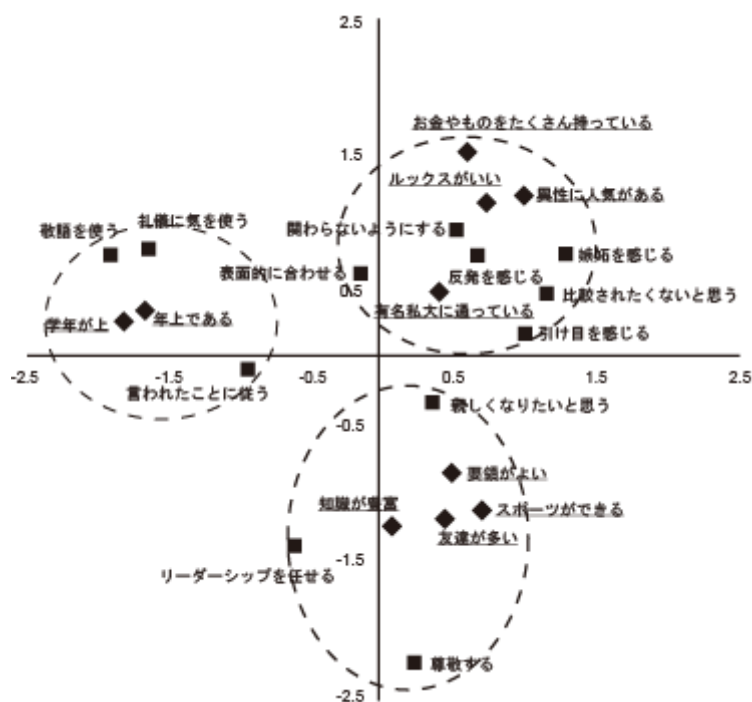 2.5
お金やものをたくさん持っている
1.5
ルックスがいい
異性に人気がある
敬語を使う
礼儀に気を使う
関わらないようにする
表面的に合わせる
反発を感じる
嫉妬を感じる
0.5
比較されたくないと思う
有名私大に通っている
学年が上
年上である
引け目を感じる
-2.5
-1.5
-0.5
0.5
1.5
2.5
言われたことに従う
親しくなりたいと思う
-0.5
要領がよい
知識が豊富
スポーツができる
友達が多い
-1.5
リーダーシップを任せる
尊敬する
-2.5